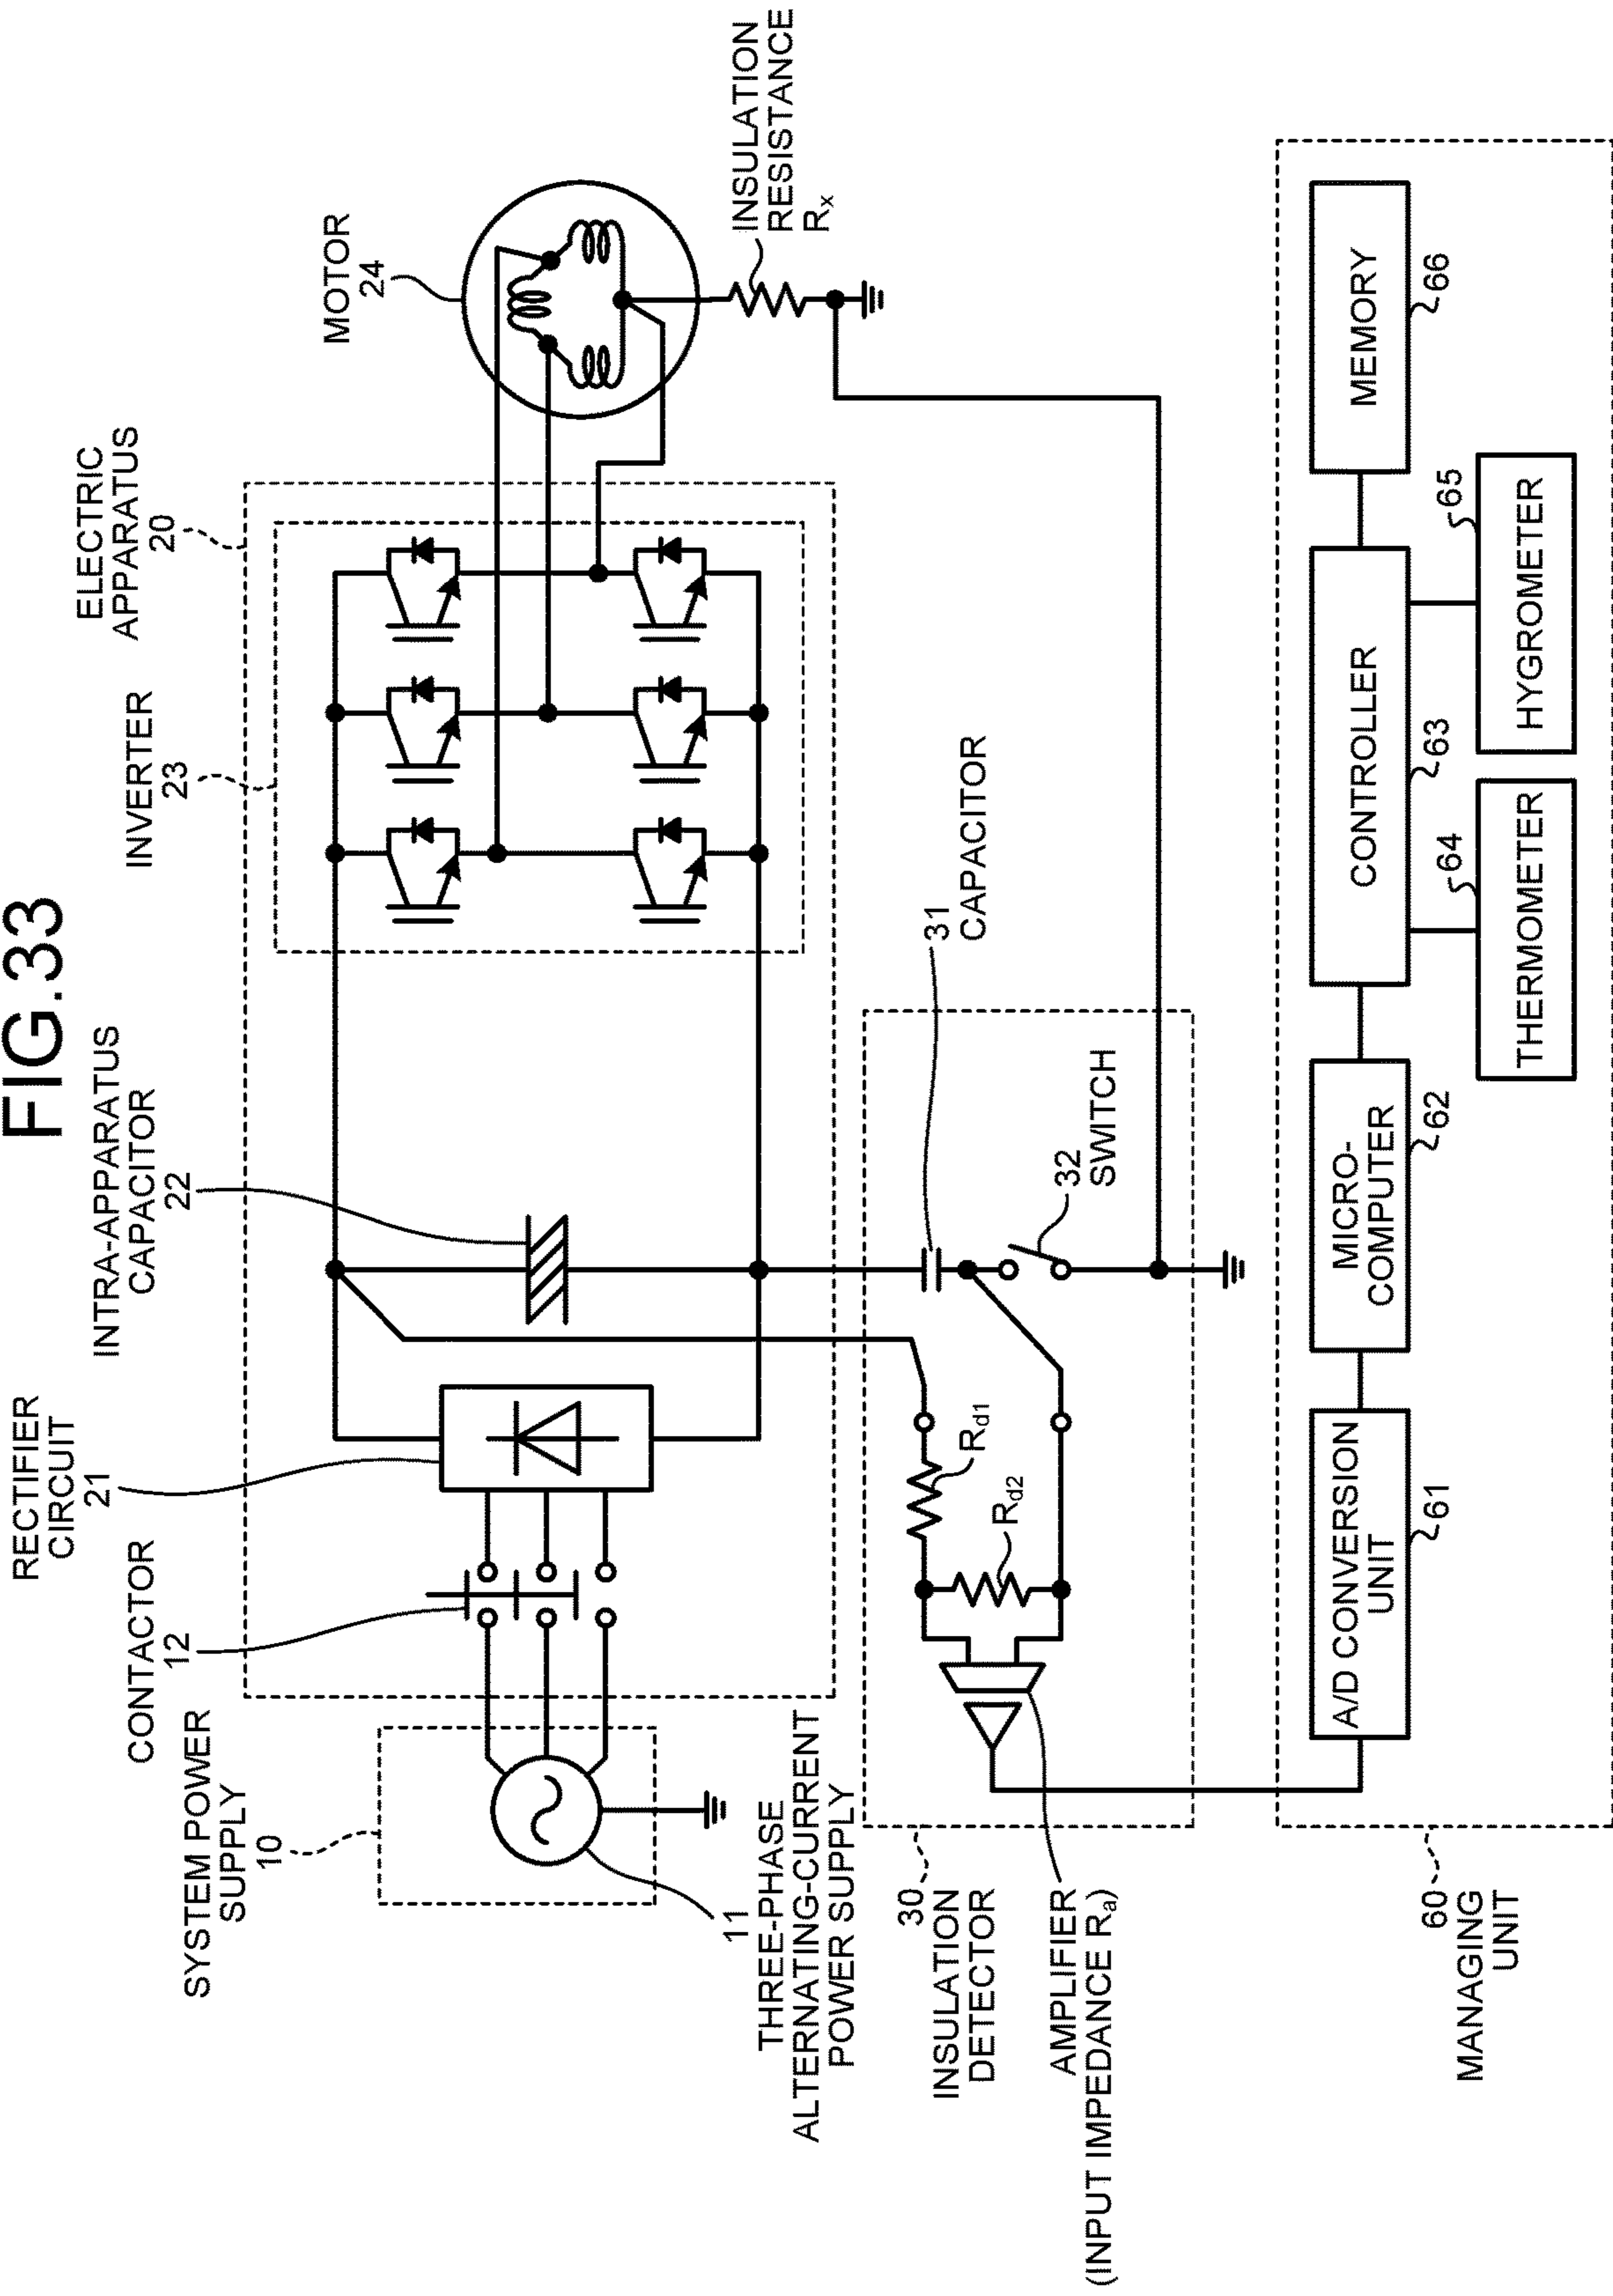 FIG.33
SYSTEM POWER
SUPPLY
10
CONTACTOR
12
RECTIFIER
CIRCUIT
21
INTRA-APPARATUS
CAPACITOR
22
INVERTER
23
ELECTRIC
APPARATUS
20
MOTOR
24
INSULATION
RESISTANCE
Rx
11
THREE-PHASE
ALTERNATING-CURRENT
POWER SUPPLY
30
INSULATION
DETECTOR
AMPLIFIER
(INPUT IMPEDANCE Ra)
Rd1
Rd2
31
CAPACITOR
32
SWITCH
60
MANAGING
UNIT
A/D CONVERSION
UNIT
61
MICRO-
COMPUTER
62
CONTROLLER
63
MEMORY
66
64
THERMOMETER
65
HYGROMETER